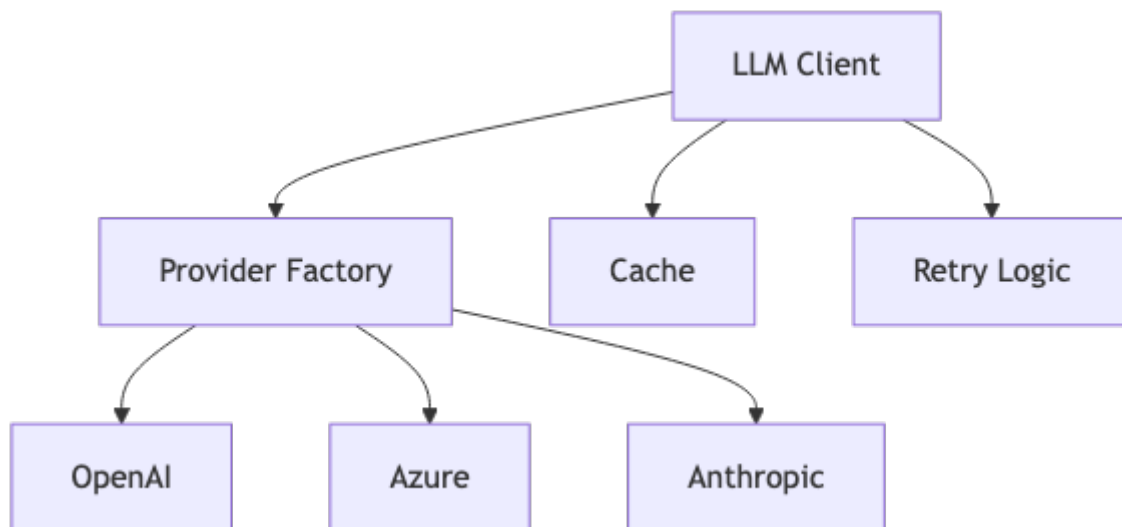 LLM Client
Provider Factory
Cache
Retry Logic
OpenAI
Azure
Anthropic